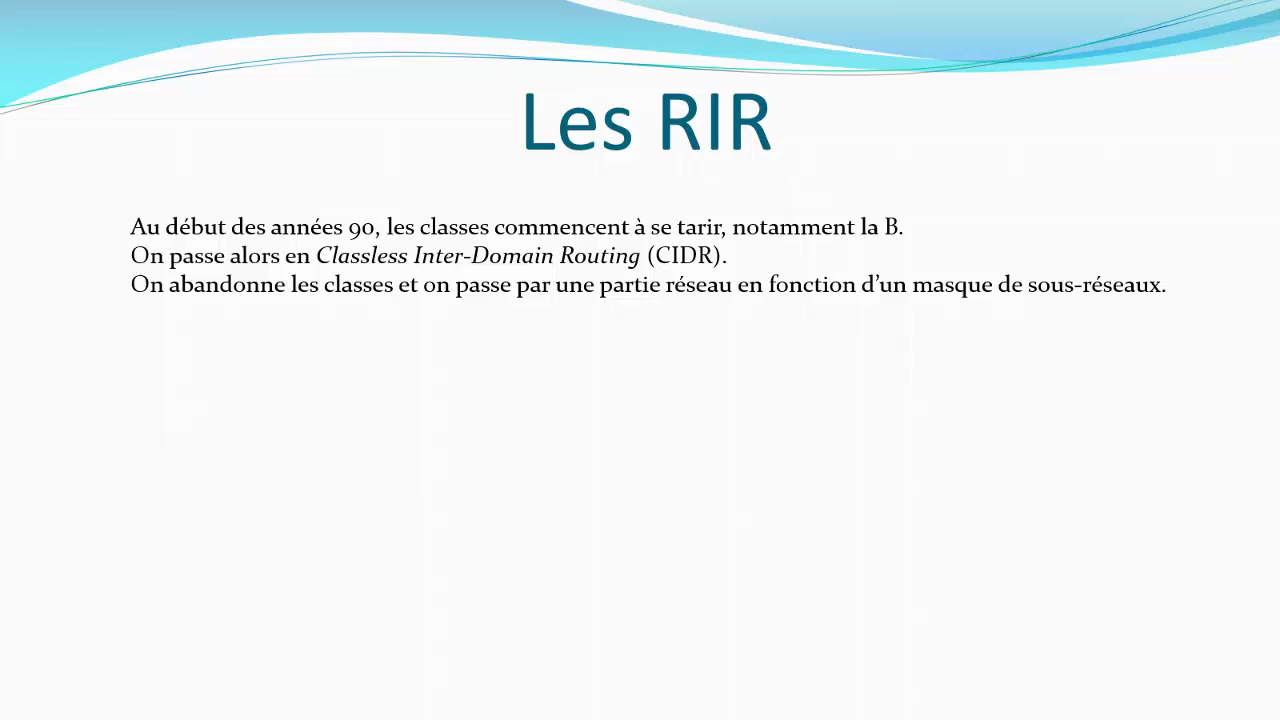 Les RIR
Au début des années 90, les classes commencent à se tarir, notamment la B.
On passe alors en Classless Inter-Domain Routing (CIDR).
On abandonne les classes et on passe par une partie réseau en fonction d’un masque de sous-réseaux.